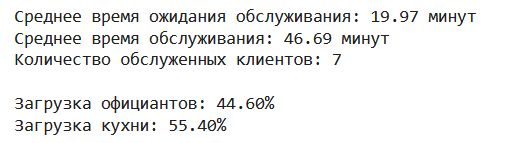 Среднее время ожидания обслуживания: 19.97 минут
Среднее время обслуживания: 46.69 минут
Количество обслуженных клиентов: 7
Загрузка официантов: 44.60%
Загрузка кухни: 55.40%